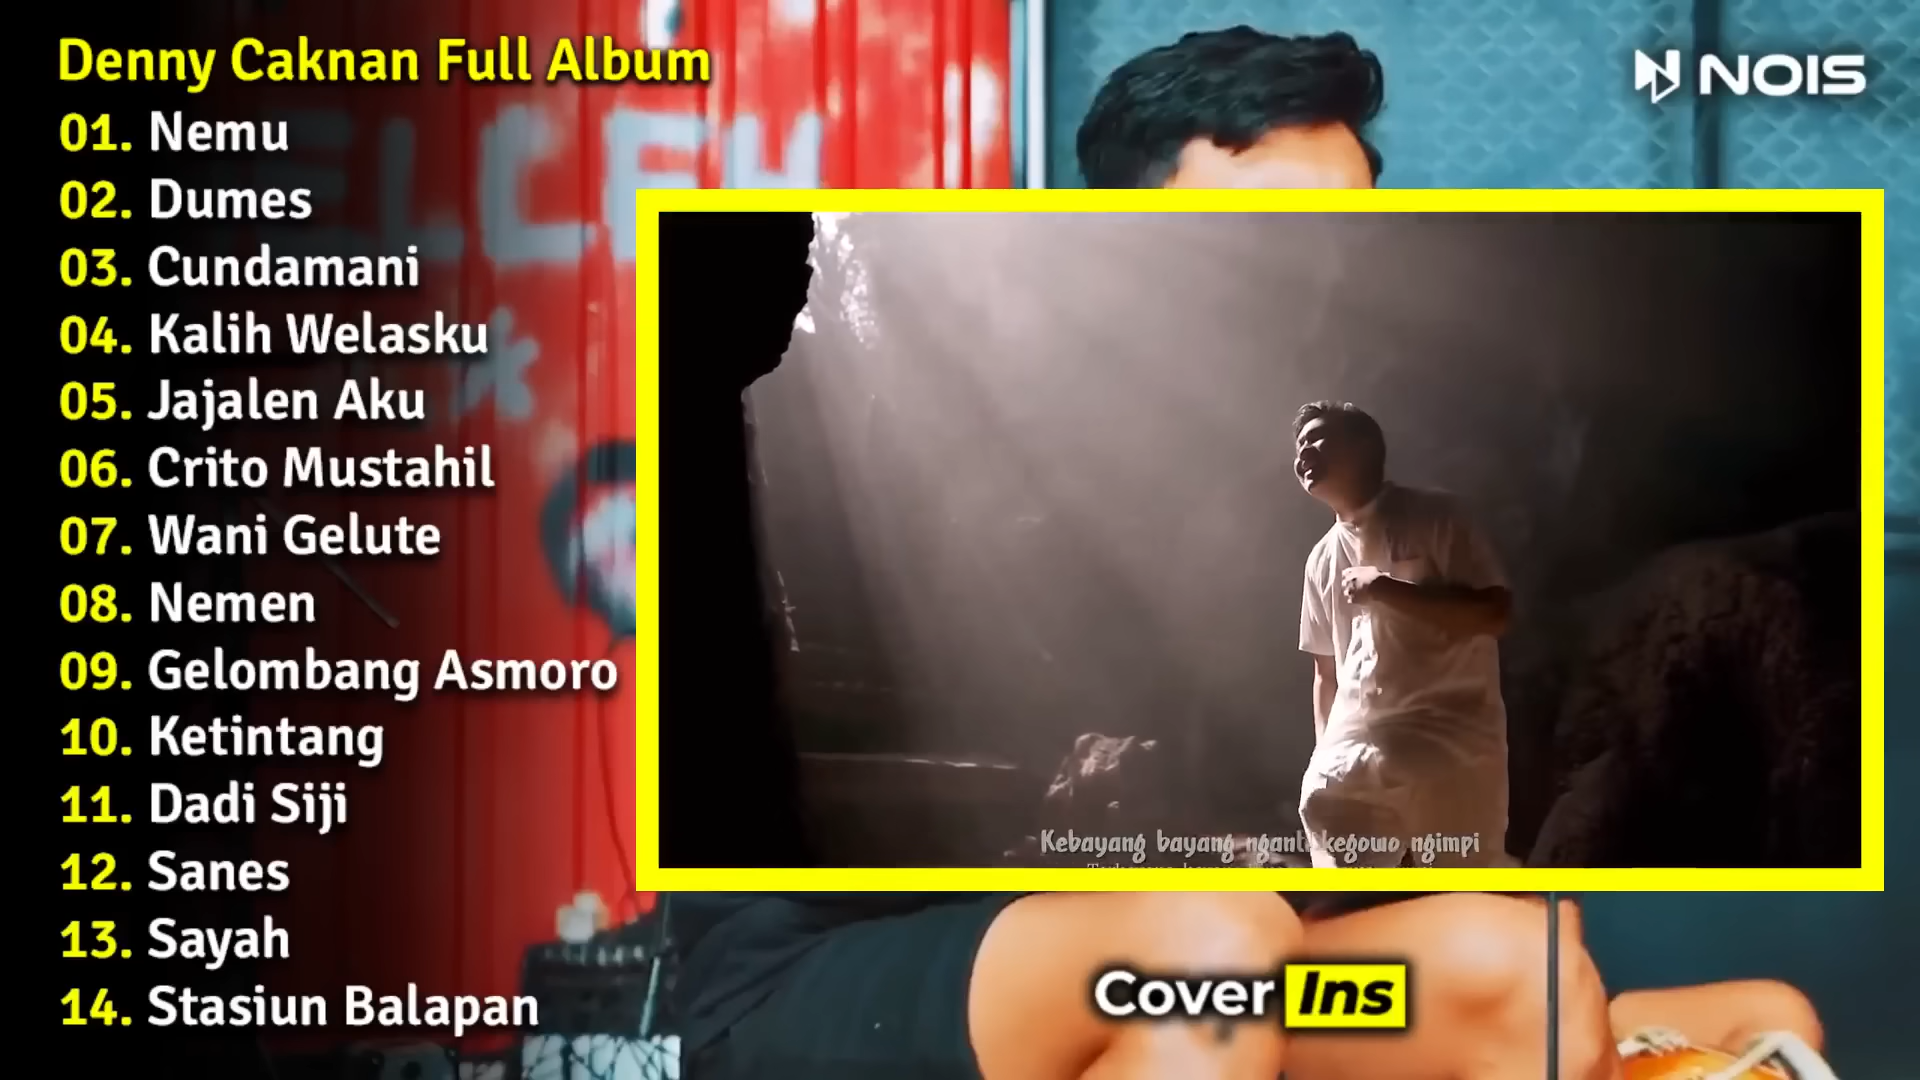 Denny Caknan Full Album
01. Nemu
02. Dumes
03. Cundamani
04. Kalih Welasku
05. Jajalen Aku
06. Crito Mustahil
07. Wani Gelute
08. Nemen
09. Gelombang Asmoro
10. Ketintang
11. Dadi Siji
12. Sanes
13. Sayah
14. Stasiun Balapan
NOIS
Kebayang bayang nganti kegowo ngimpi
Cover Ins